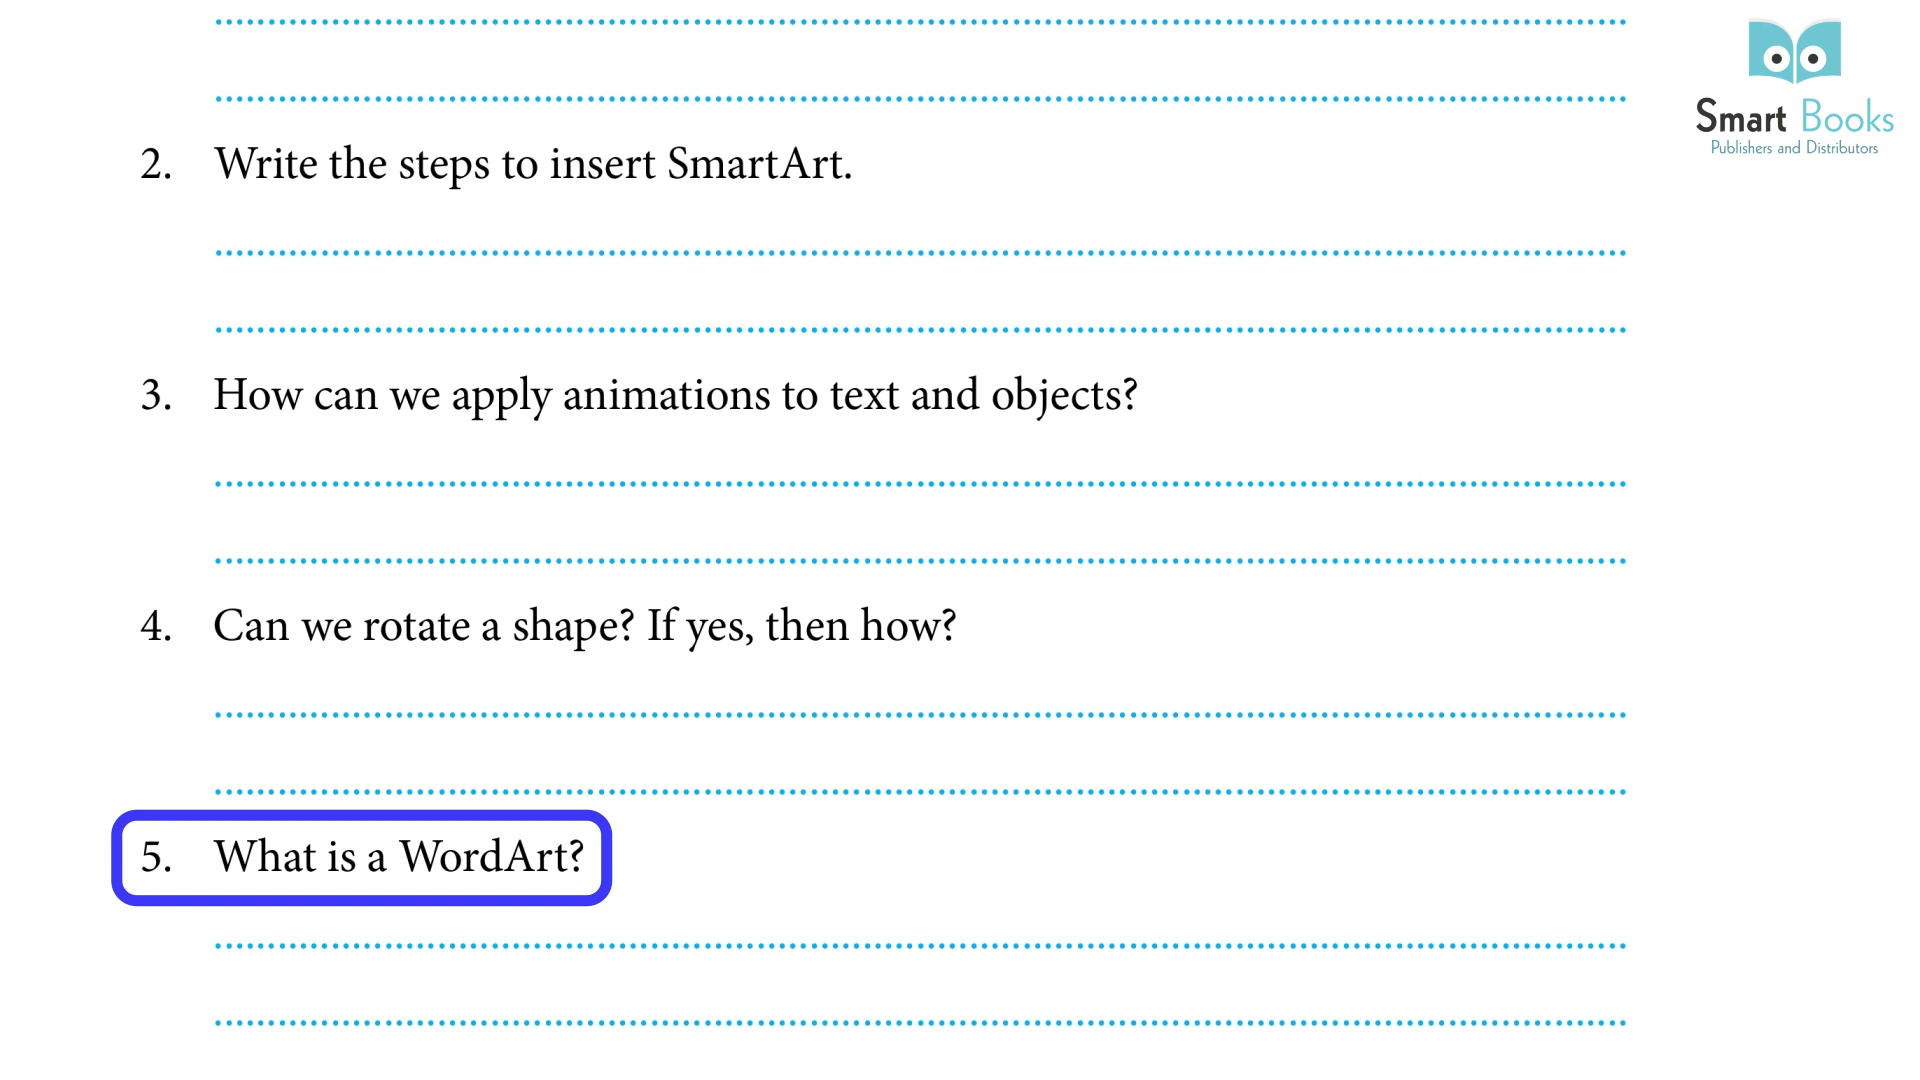 Smart Books
Publishers and Distributors
2. Write the steps to insert SmartArt.
3. How can we apply animations to text and objects?
4. Can we rotate a shape? If yes, then how?
5. What is a WordArt?